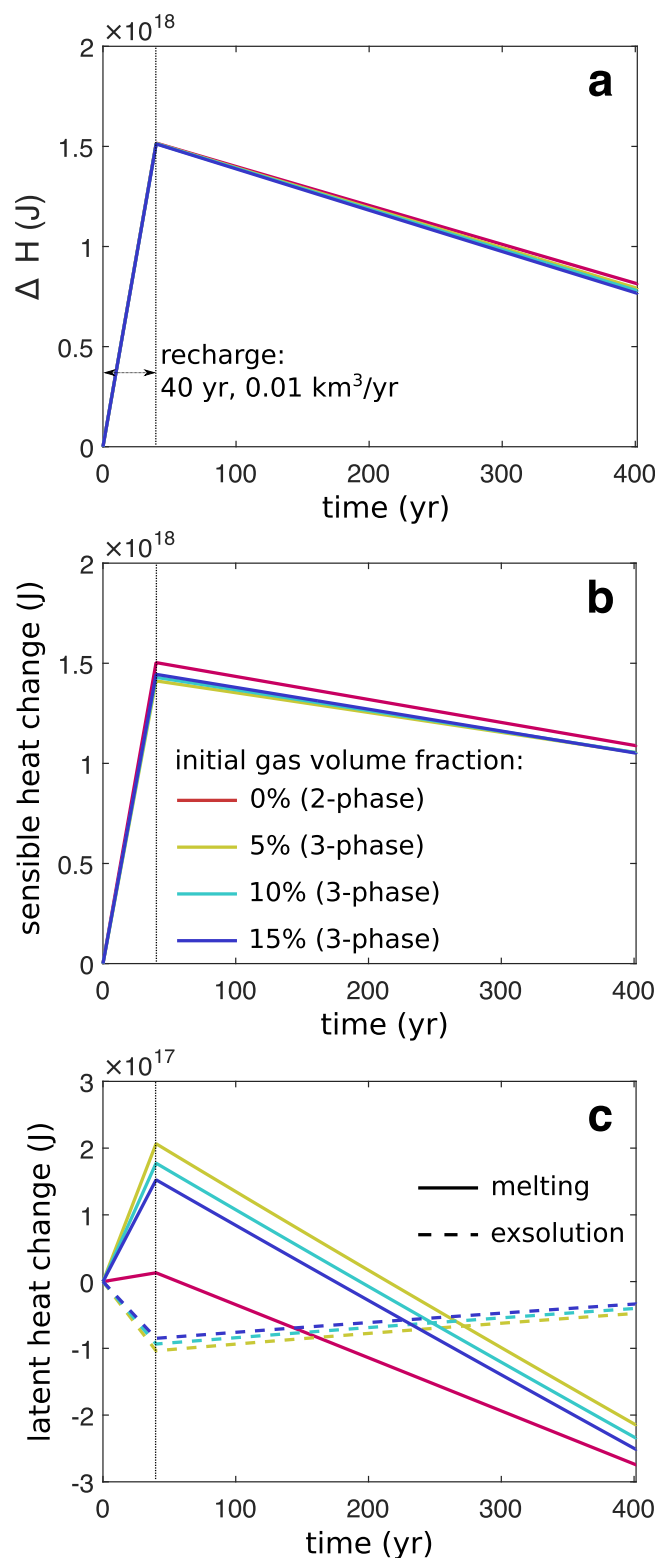 ×10^18
2
a
1.5
Δ H (J)
1
0.5
recharge:
40 yr, 0.01 km³/yr
0
0 100 200 300 400
time (yr)
×10^18
2
b
1.5
sensible heat change (J)
initial gas volume fraction:
1
0% (2-phase)
5% (3-phase)
0.5
10% (3-phase)
15% (3-phase)
0
0 100 200 300 400
time (yr)
×10^17
3
c
2
latent heat change (J)
melting
1
exsolution
0
-1
-2
-3
0 100 200 300 400
time (yr)